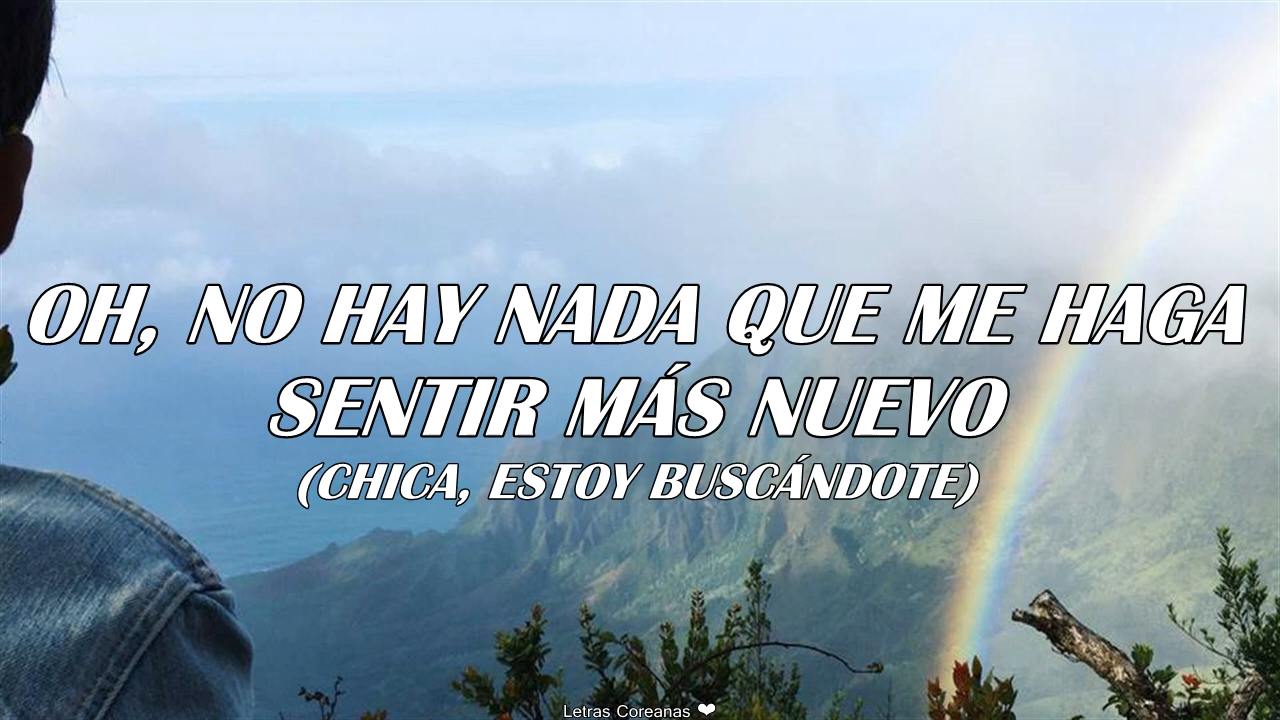 OH, NO HAY NADA QUE ME HAGA
SENTIR MÁS NUEVO
(CHICA, ESTOY BUSCÁNDOTE)
Letras Coreanas ❤